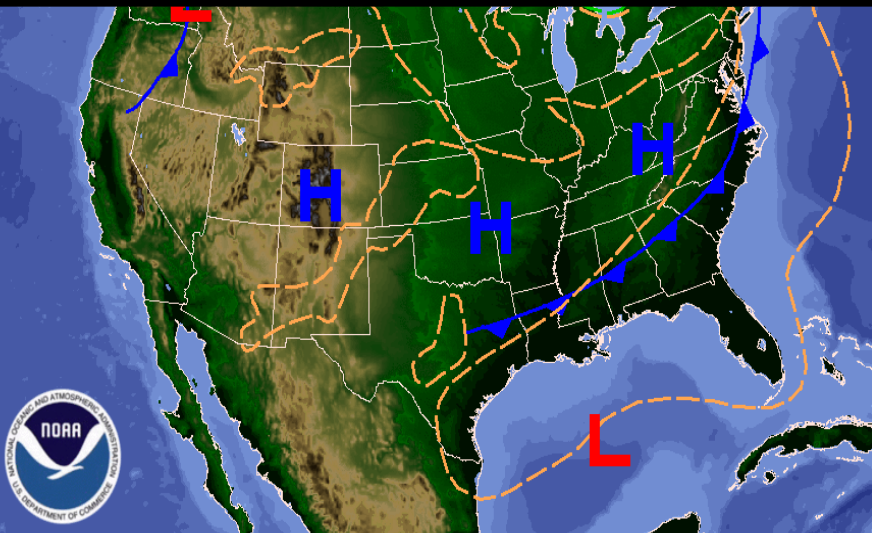 L
H
H
H
L
NATIONAL OCEANIC AND ATMOSPHERIC ADMINISTRATION
NOAA
U.S. DEPARTMENT OF COMMERCE